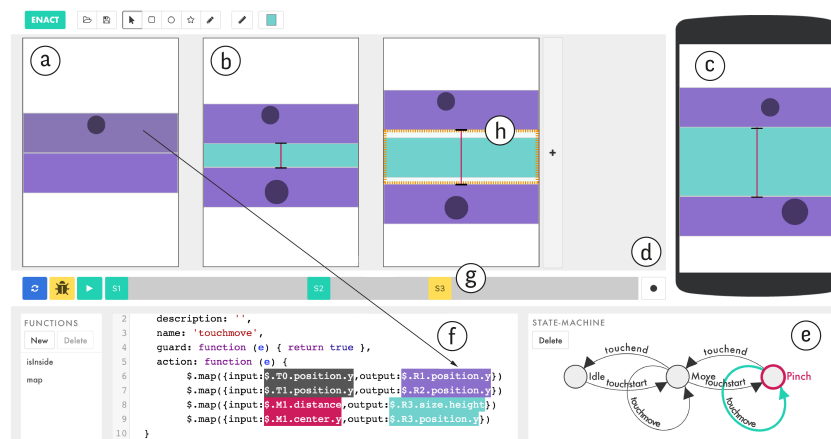 ENACT
a
b
c
h
+
d
g
S1
S2
S3
FUNCTIONS
New
Delete
isInside
map
f
2 description: '',
3 name: 'touchmove',
4 guard: function (e) { return true },
5 action: function (e) {
6 $.map({input:$.T0.position.y,output:$.R1.position.y})
7 $.map({input:$.T1.position.y,output:$.R2.position.y})
8 $.map({input:$.M1.distance,output:$.R3.size.height})
9 $.map({input:$.M1.center.y,output:$.R3.position.y})
10 }
STATE-MACHINE
Delete
e
touchend
touchend
Idle
touchstart
Move
touchstart
Pinch
touchmove
touchmove